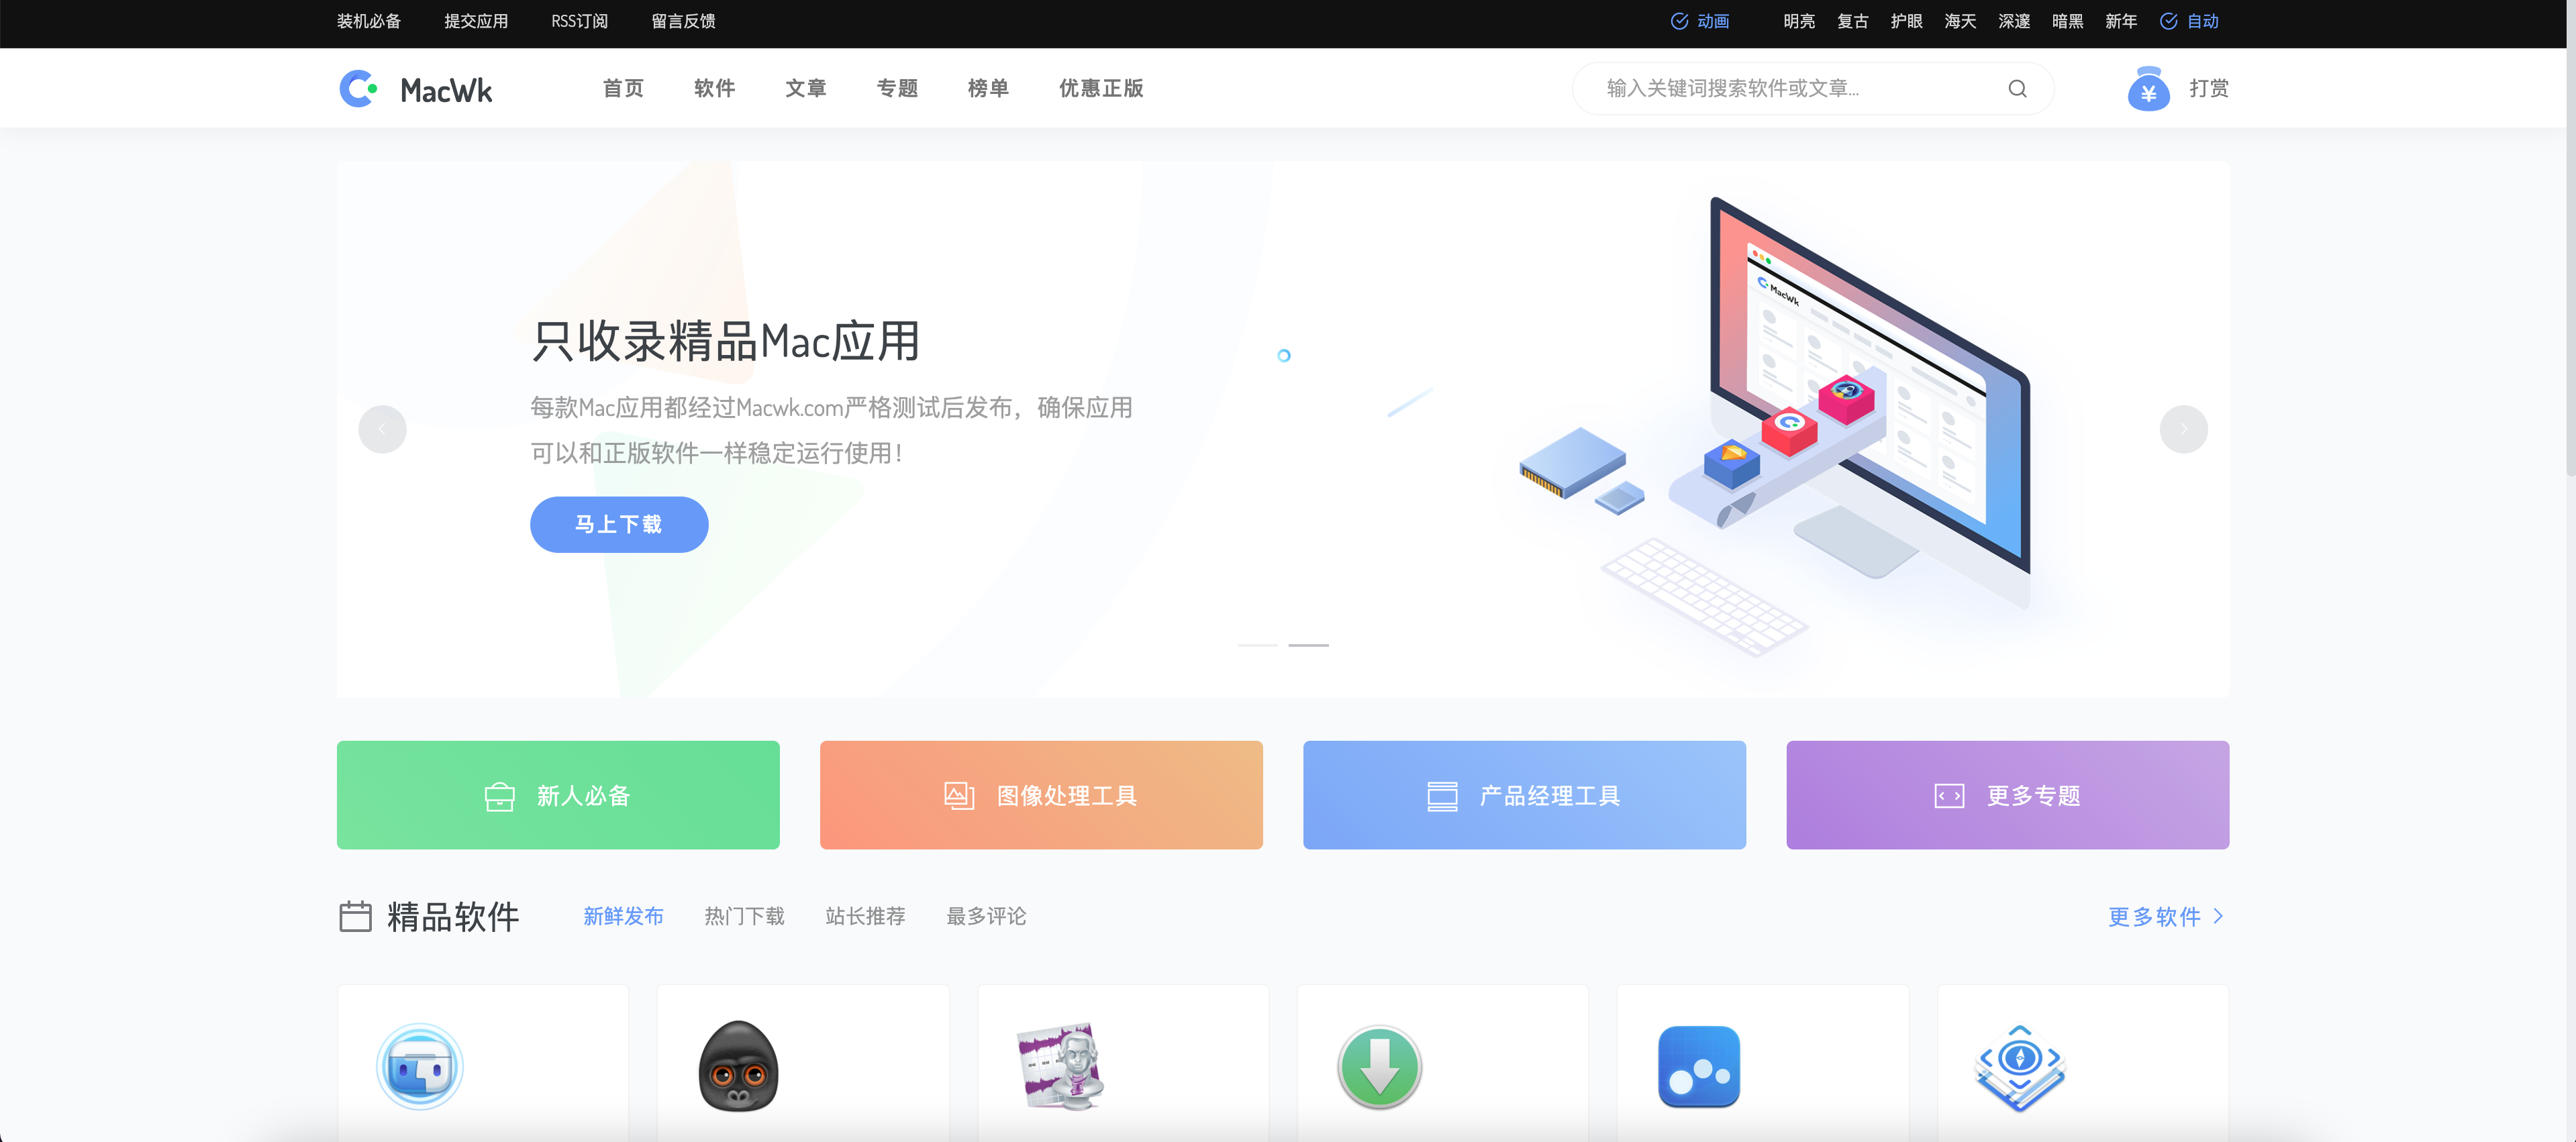 装机必备 提交应用 RSS订阅 留言反馈 动画 明亮 复古 护眼 海天 深邃 暗黑 新年 自动
MacWk 首页 软件 文章 专题 榜单 优惠正版 输入关键词搜索软件或文章... ¥ 打赏
MacWk
只收录精品Mac应用
每款Mac应用都经过Macwk.com严格测试后发布，确保应用
可以和正版软件一样稳定运行使用！
马上下载
新人必备 图像处理工具 产品经理工具 更多专题
精品软件 新鲜发布 热门下载 站长推荐 最多评论 更多软件